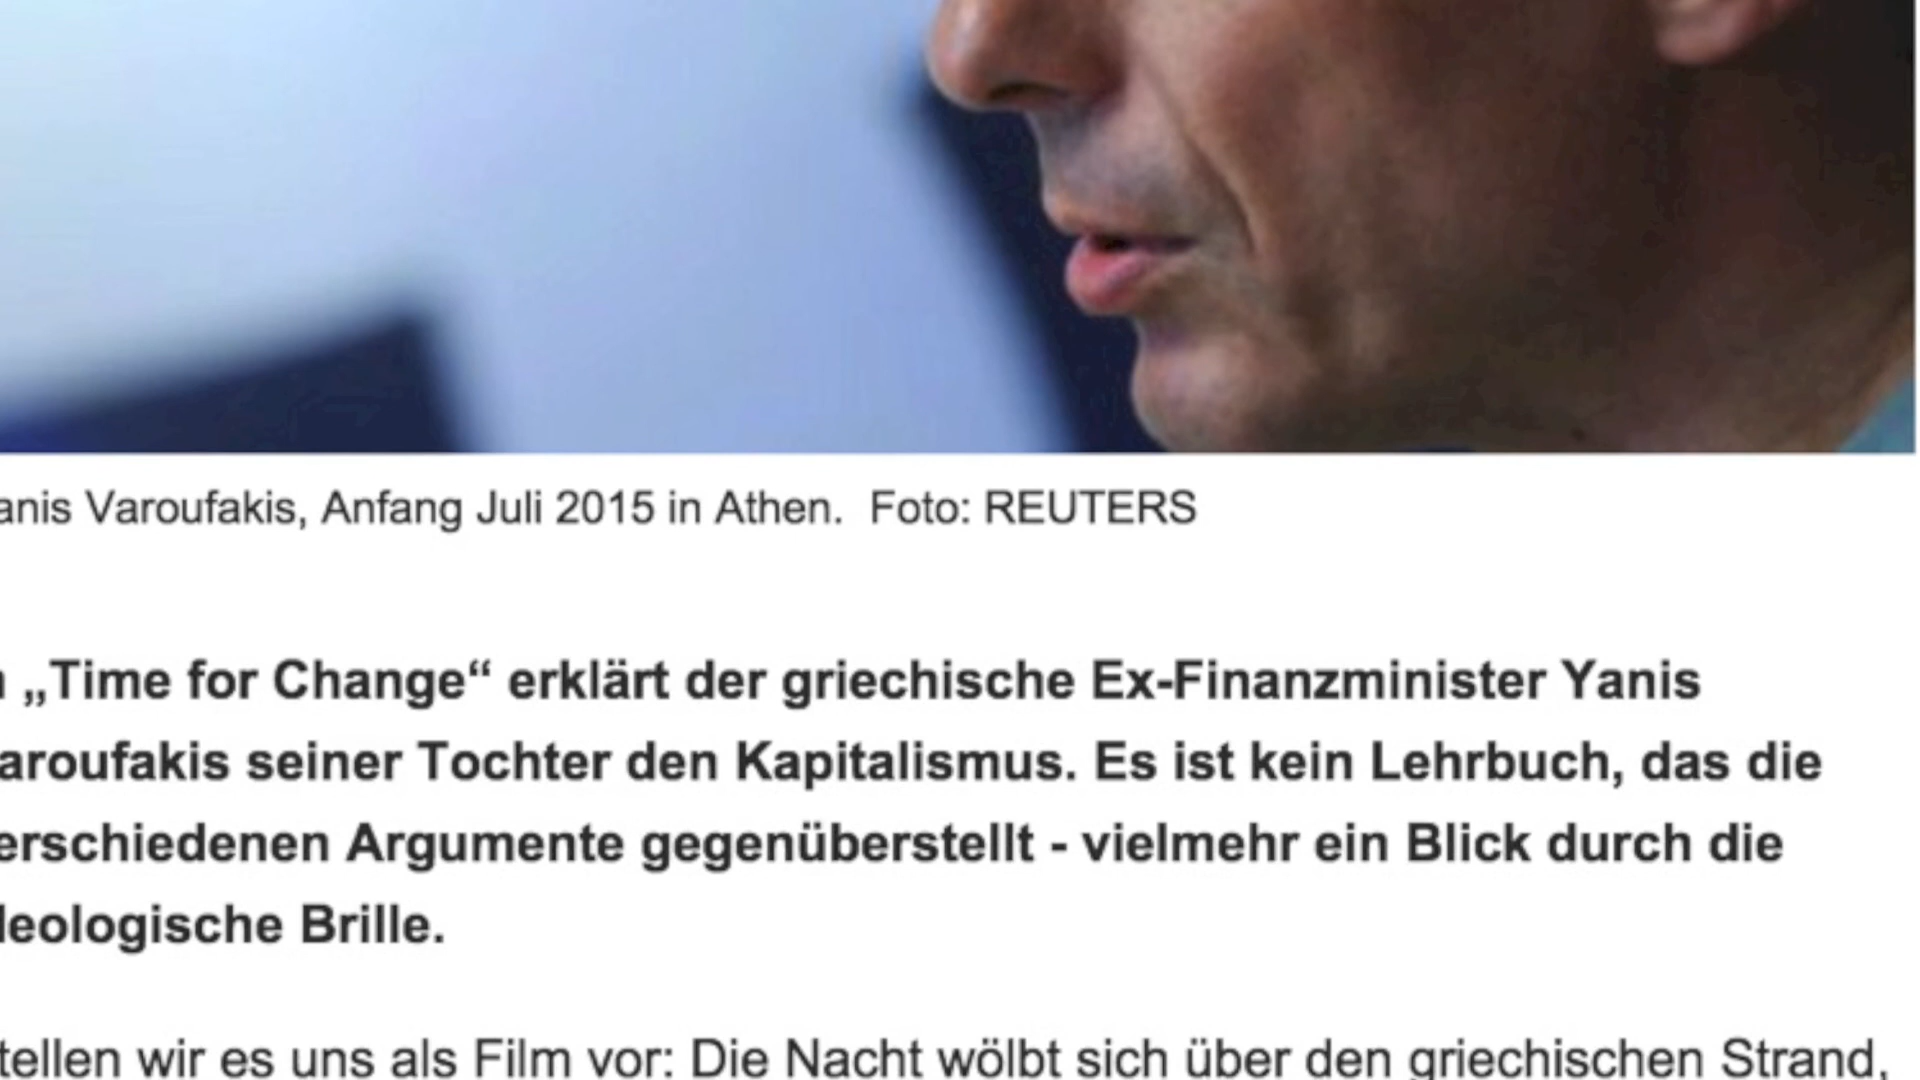 anis Varoufakis, Anfang Juli 2015 in Athen. Foto: REUTERS
„Time for Change“ erklärt der griechische Ex-Finanzminister Yanis
aroufakis seiner Tochter den Kapitalismus. Es ist kein Lehrbuch, das die
erschiedenen Argumente gegenüberstellt - vielmehr ein Blick durch die
deologische Brille.
tellen wir es uns als Film vor: Die Nacht wölbt sich über den griechischen Strand,